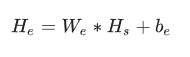 H_e = W_e * H_s + b_e